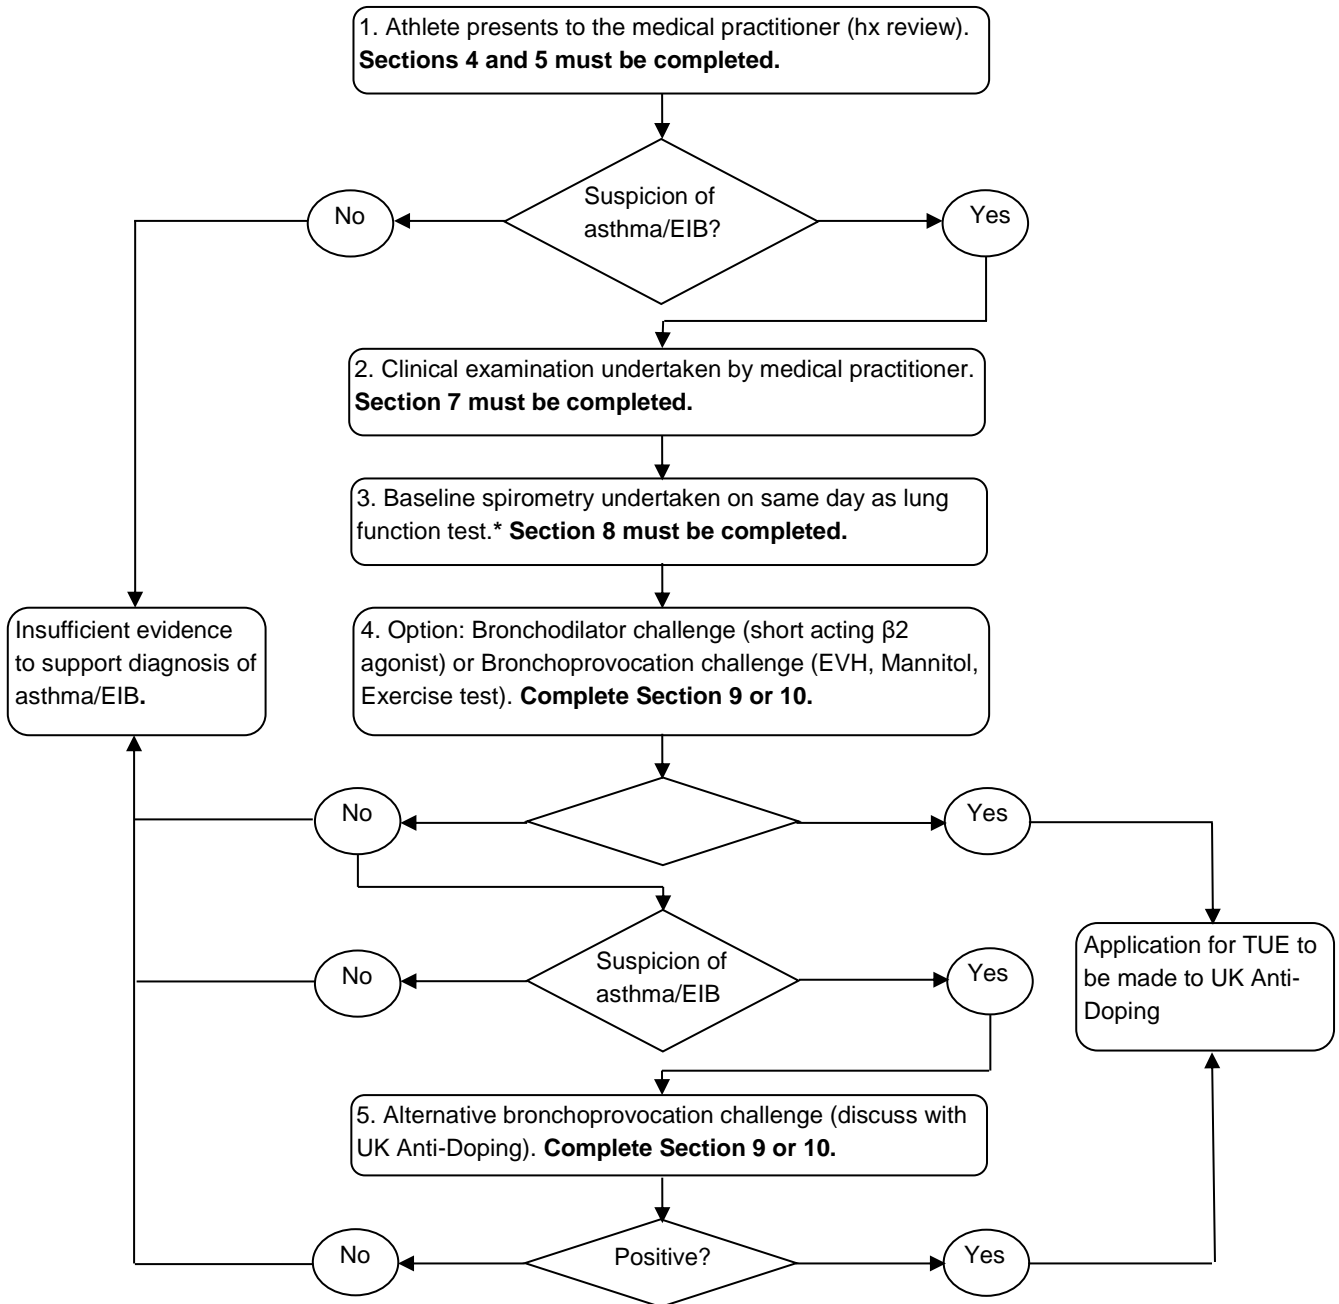 1. Athlete presents to the medical practitioner (hx review).
Sections 4 and 5 must be completed.
Suspicion of
asthma/EIB?
No
Yes
2. Clinical examination undertaken by medical practitioner.
Section 7 must be completed.
3. Baseline spirometry undertaken on same day as lung
function test.* Section 8 must be completed.
Insufficient evidence
to support diagnosis of
asthma/EIB.
4. Option: Bronchodilator challenge (short acting β2
agonist) or Bronchoprovocation challenge (EVH, Mannitol,
Exercise test). Complete Section 9 or 10.
No
Yes
Suspicion of
asthma/EIB
No
Yes
Application for TUE to
be made to UK Anti-
Doping
5. Alternative bronchoprovocation challenge (discuss with
UK Anti-Doping). Complete Section 9 or 10.
No
Positive?
Yes